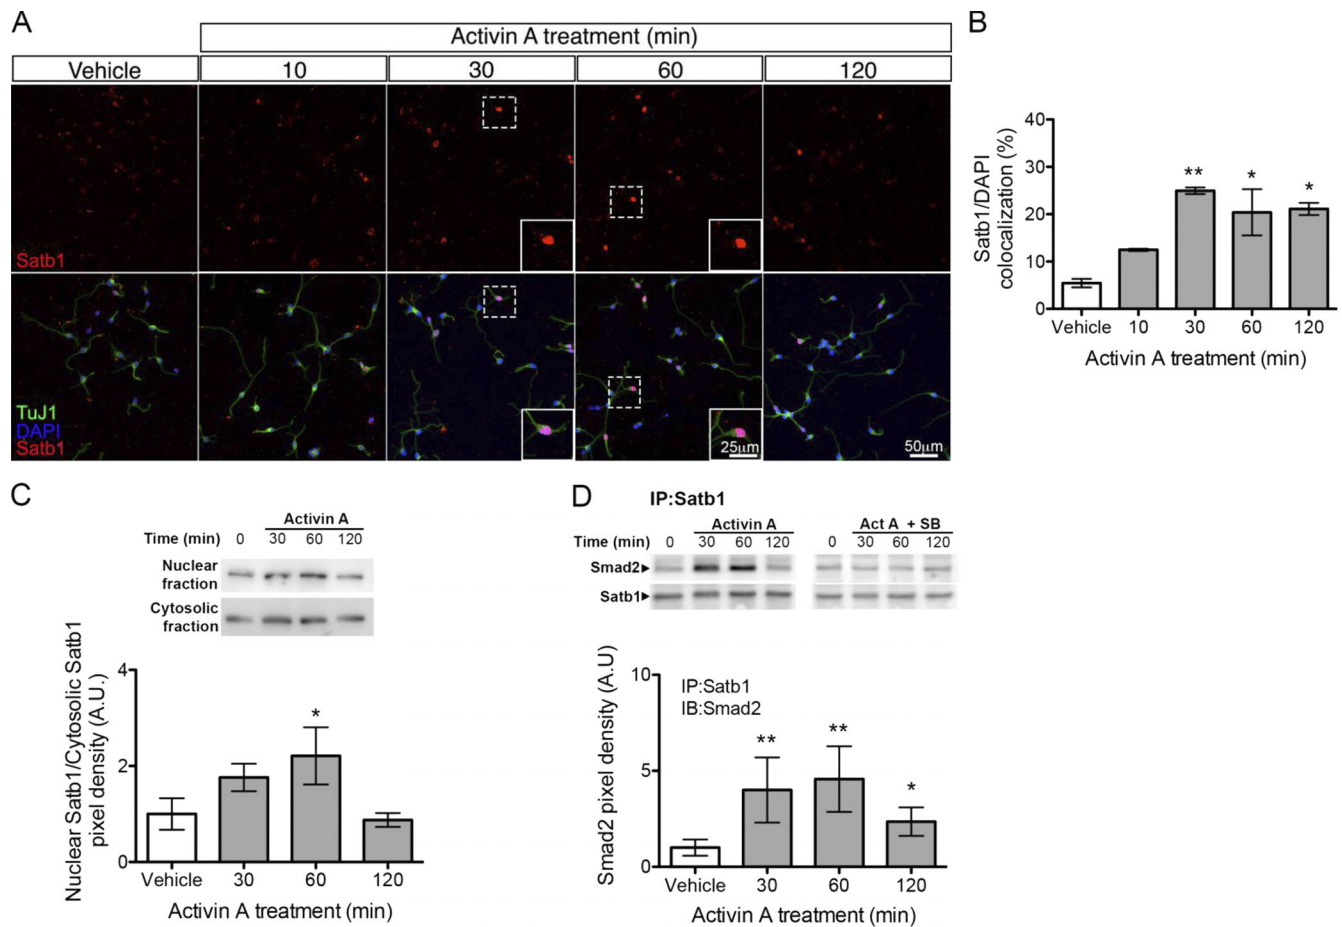 A
Activin A treatment (min)
Vehicle 10 30 60 120
Satb1
TuJ1
DAPI
Satb1
25μm
50μm
B
Satb1/DAPI
colocalization (%)
40
30
20
10
0
** * *
Vehicle 10 30 60 120
Activin A treatment (min)
C
Activin A
Time (min) 0 30 60 120
Nuclear
fraction
Cytosolic
fraction
Nuclear Satb1/Cytosolic Satb1
pixel density (A.U.)
4
2
0
*
Vehicle 30 60 120
Activin A treatment (min)
D
IP:Satb1
Activin A Act A + SB
Time (min) 0 30 60 120 0 30 60 120
Smad2
Satb1
Smad2 pixel density (A.U)
10
5
0
IP:Satb1
IB:Smad2
** ** *
Vehicle 30 60 120
Activin A treatment (min)